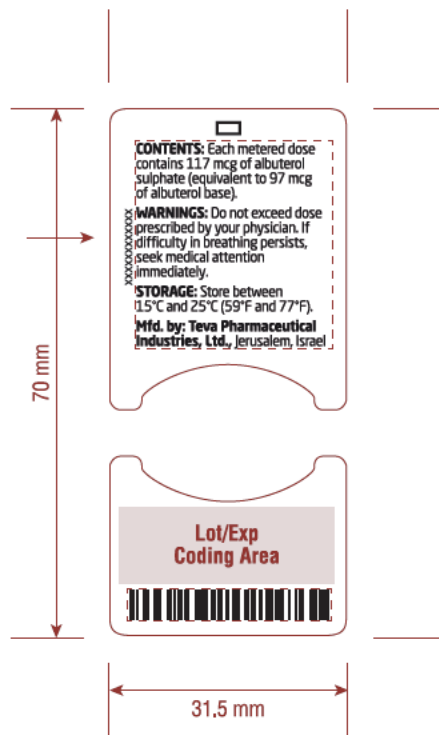 CONTENTS: Each metered dose
contains 117 mcg of albuterol
sulphate (equivalent to 97 mcg
of albuterol base).
WARNINGS: Do not exceed dose
prescribed by your physician. If
difficulty in breathing persists,
seek medical attention
immediately.
XXXXXXXXXX
STORAGE: Store between
15°C and 25°C (59°F and 77°F).
Mfd. by: Teva Pharmaceutical
Industries, Ltd., Jerusalem, Israel
70 mm
Lot/Exp
Coding Area
31,5 mm